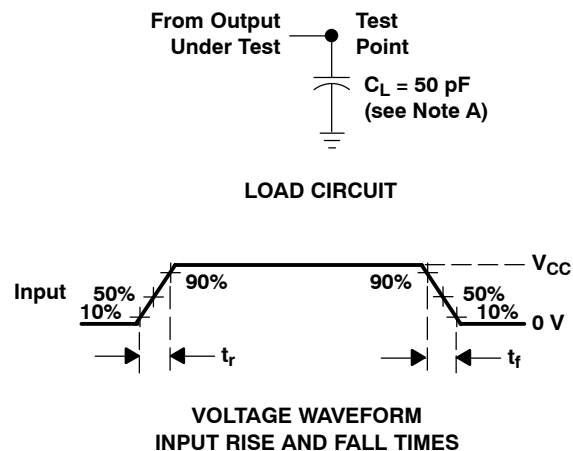 From Output
Under Test
Test
Point
C_L = 50 pF
(see Note A)
LOAD CIRCUIT
Input
50%
10%
90%
90%
50%
10%
V_CC
0 V
t_r
t_f
VOLTAGE WAVEFORM
INPUT RISE AND FALL TIMES